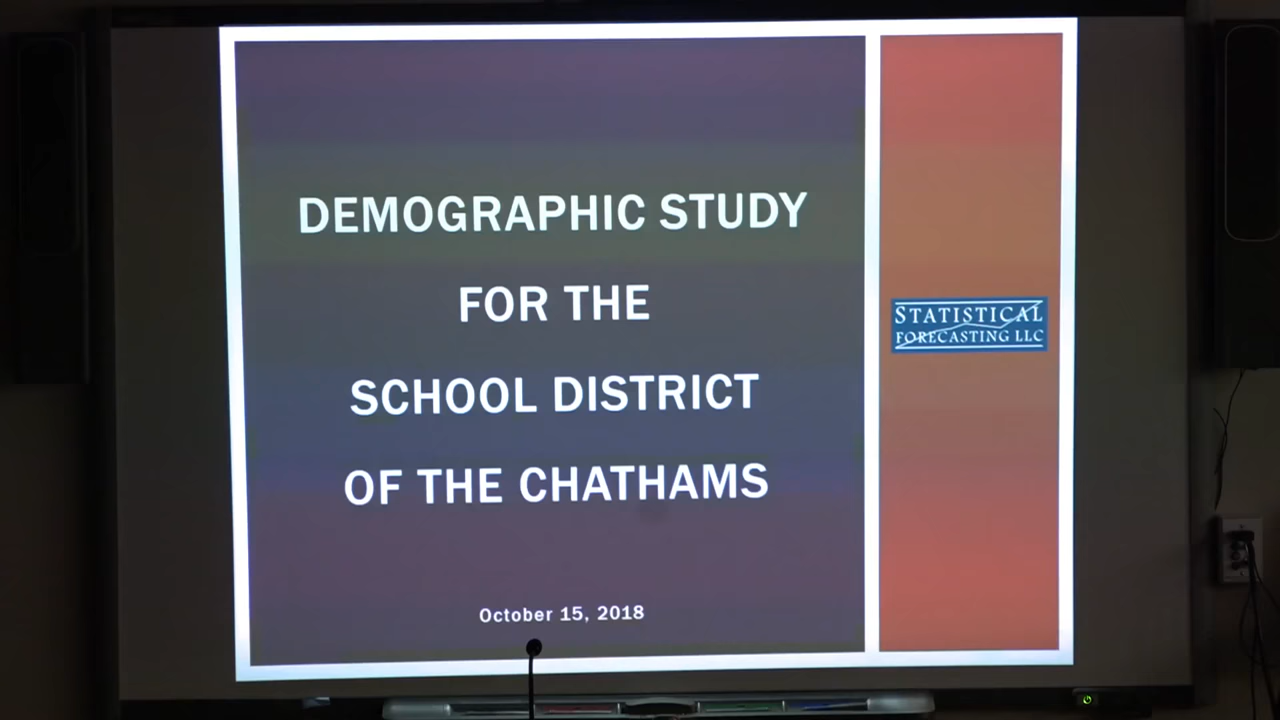 DEMOGRAPHIC STUDY
FOR THE
SCHOOL DISTRICT
OF THE CHATHAMS
October 15, 2018
STATISTICAL
FORECASTING LLC